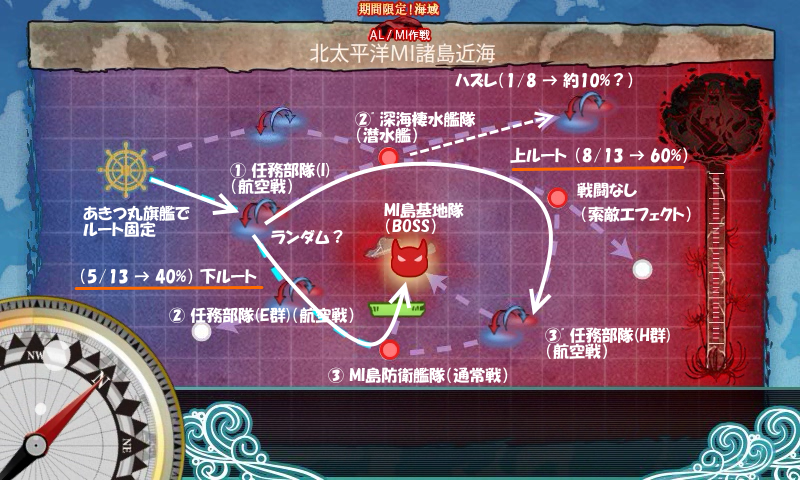 期間限定！海域
AL/MI作戦
北太平洋MI諸島近海
ハズレ(1/8 → 約10%？)
②゛深海棲水艦隊
(潜水艦)
上ルート (8/13 → 60%)
① 任務部隊(I)
(航空戦)
戦闘なし
(索敵エフェクト)
あきつ丸旗艦で
ルート固定
MI島基地隊
(BOSS)
ランダム？
(5/13 → 40%) 下ルート
② 任務部隊(E群)(航空戦)
③゛任務部隊(H群)
(航空戦)
③ MI島防衛艦隊(通常戦)
NW
N
NE